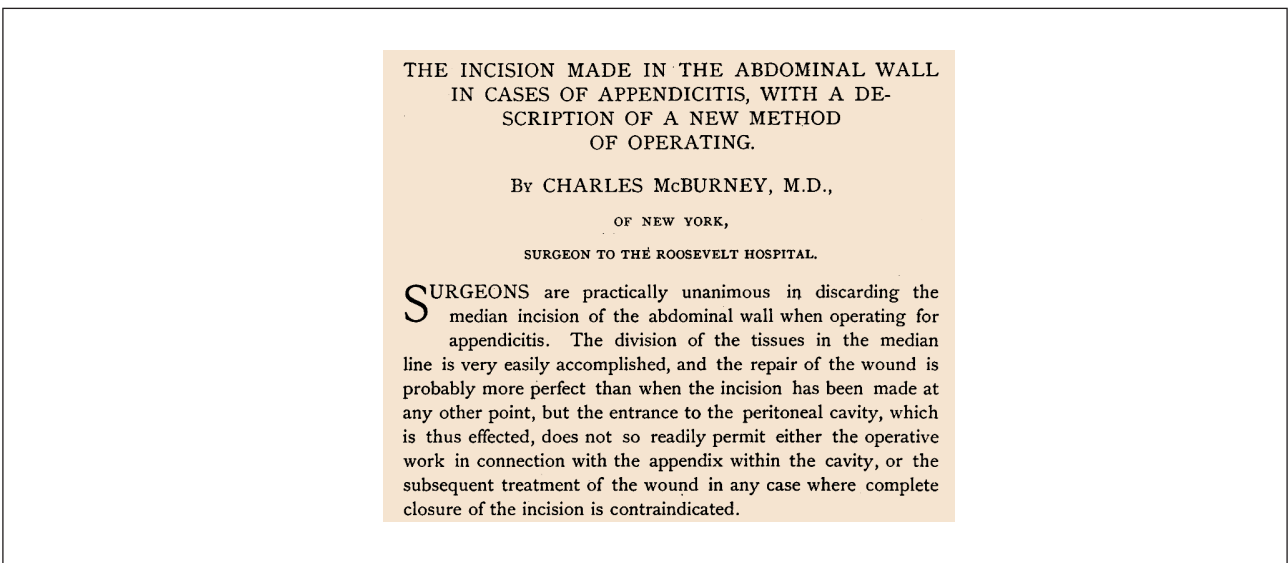 THE INCISION MADE IN THE ABDOMINAL WALL
IN CASES OF APPENDICITIS, WITH A DE-
SCRIPTION OF A NEW METHOD
OF OPERATING.
By CHARLES McBURNEY, M.D.,
OF NEW YORK,
SURGEON TO THE ROOSEVELT HOSPITAL.
SURGEONS are practically unanimous in discarding the
median incision of the abdominal wall when operating for
appendicitis. The division of the tissues in the median
line is very easily accomplished, and the repair of the wound is
probably more perfect than when the incision has been made at
any other point, but the entrance to the peritoneal cavity, which
is thus effected, does not so readily permit either the operative
work in connection with the appendix within the cavity, or the
subsequent treatment of the wound in any case where complete
closure of the incision is contraindicated.